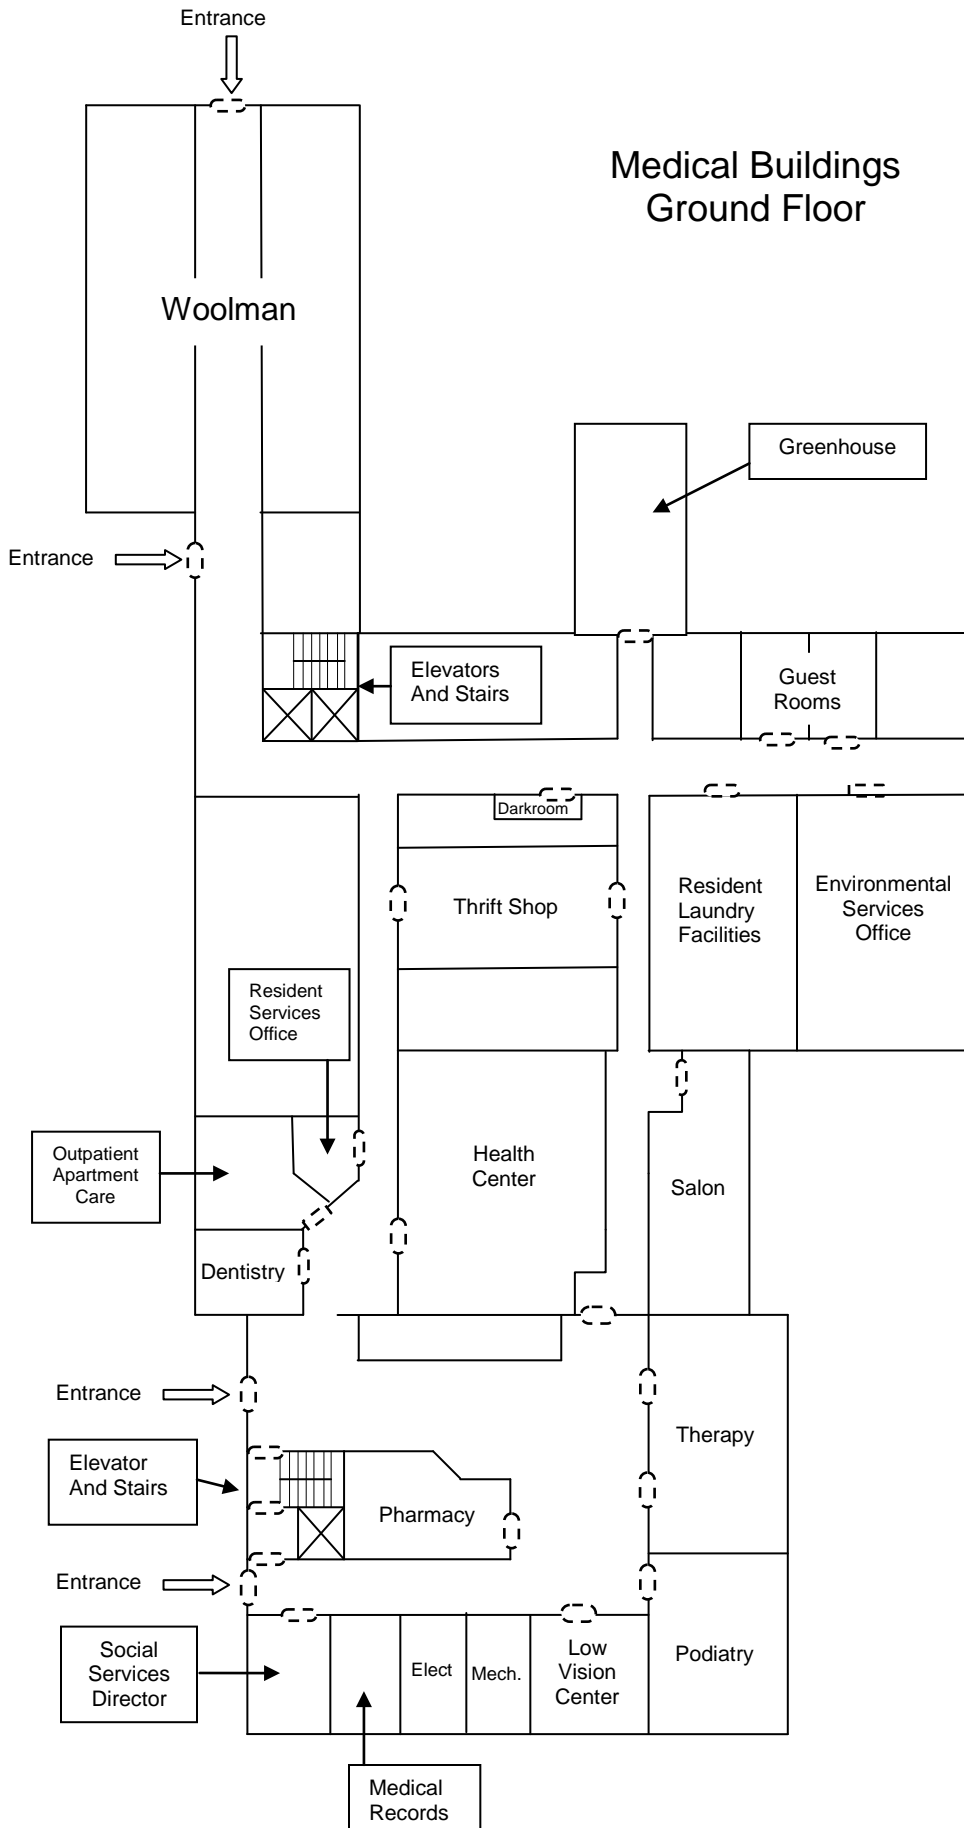 Entrance
Medical Buildings
Ground Floor
Woolman
Greenhouse
Entrance
Elevators
And Stairs
Guest
Rooms
Darkroom
Thrift Shop
Resident
Laundry
Facilities
Environmental
Services
Office
Resident
Services
Office
Outpatient
Apartment
Care
Health
Center
Salon
Dentistry
Entrance
Therapy
Elevator
And Stairs
Pharmacy
Entrance
Social
Services
Director
Elect
Mech.
Low
Vision
Center
Podiatry
Medical
Records